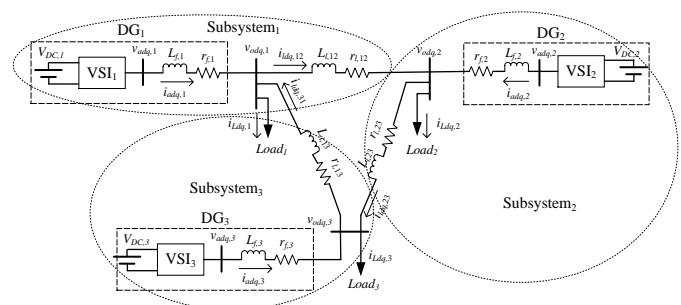 Subsystem1
DG1
VDC,1
VSI1
vadq,1
Lf,1
rf,1
iadq,1
vodq,1
ildq,12
Ll,12
rl,12
vodq,2
DG2
rf,2
Lf,2
vadq,2
VSI2
VDC,2
iadq,2
iLdq,1
Load1
ildq,31
Ll,13
rl,13
iLdq,2
Load2
rl,23
Ll,23
ildq,23
Subsystem3
Subsystem2
DG3
VDC,3
VSI3
vadq,3
Lf,3
rf,3
iadq,3
vodq,3
iLdq,3
Load3